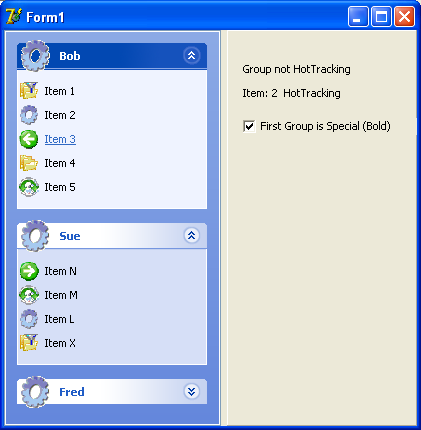 Form1
Bob
Item 1
Item 2
Item 3
Item 4
Item 5
Sue
Item N
Item M
Item L
Item X
Fred
Group not HotTracking
Item: 2 HotTracking
First Group is Special (Bold)